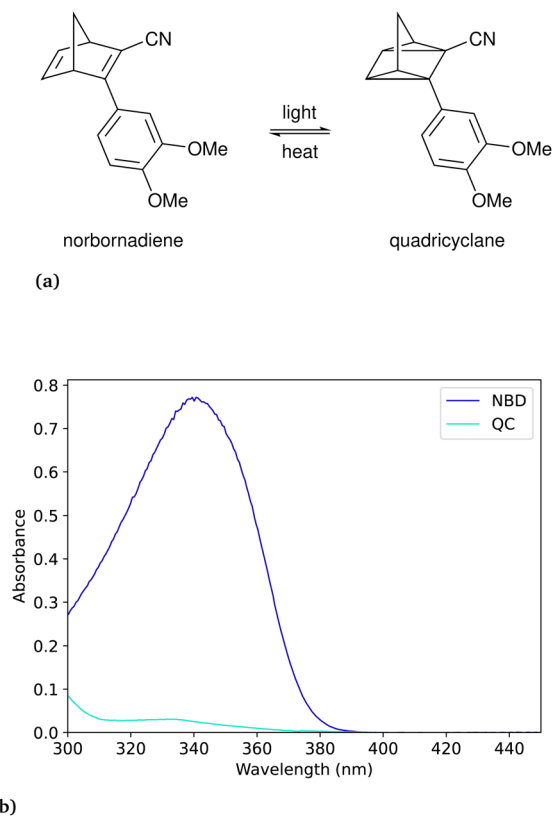 CN
CN
light
heat
OMe
OMe
OMe
OMe
norbornadiene
quadricyclane
(a)
0.8
NBD
QC
0.7
0.6
0.5
Absorbance
0.4
0.3
0.2
0.1
0.0
300 320 340 360 380 400 420 440
Wavelength (nm)
b)